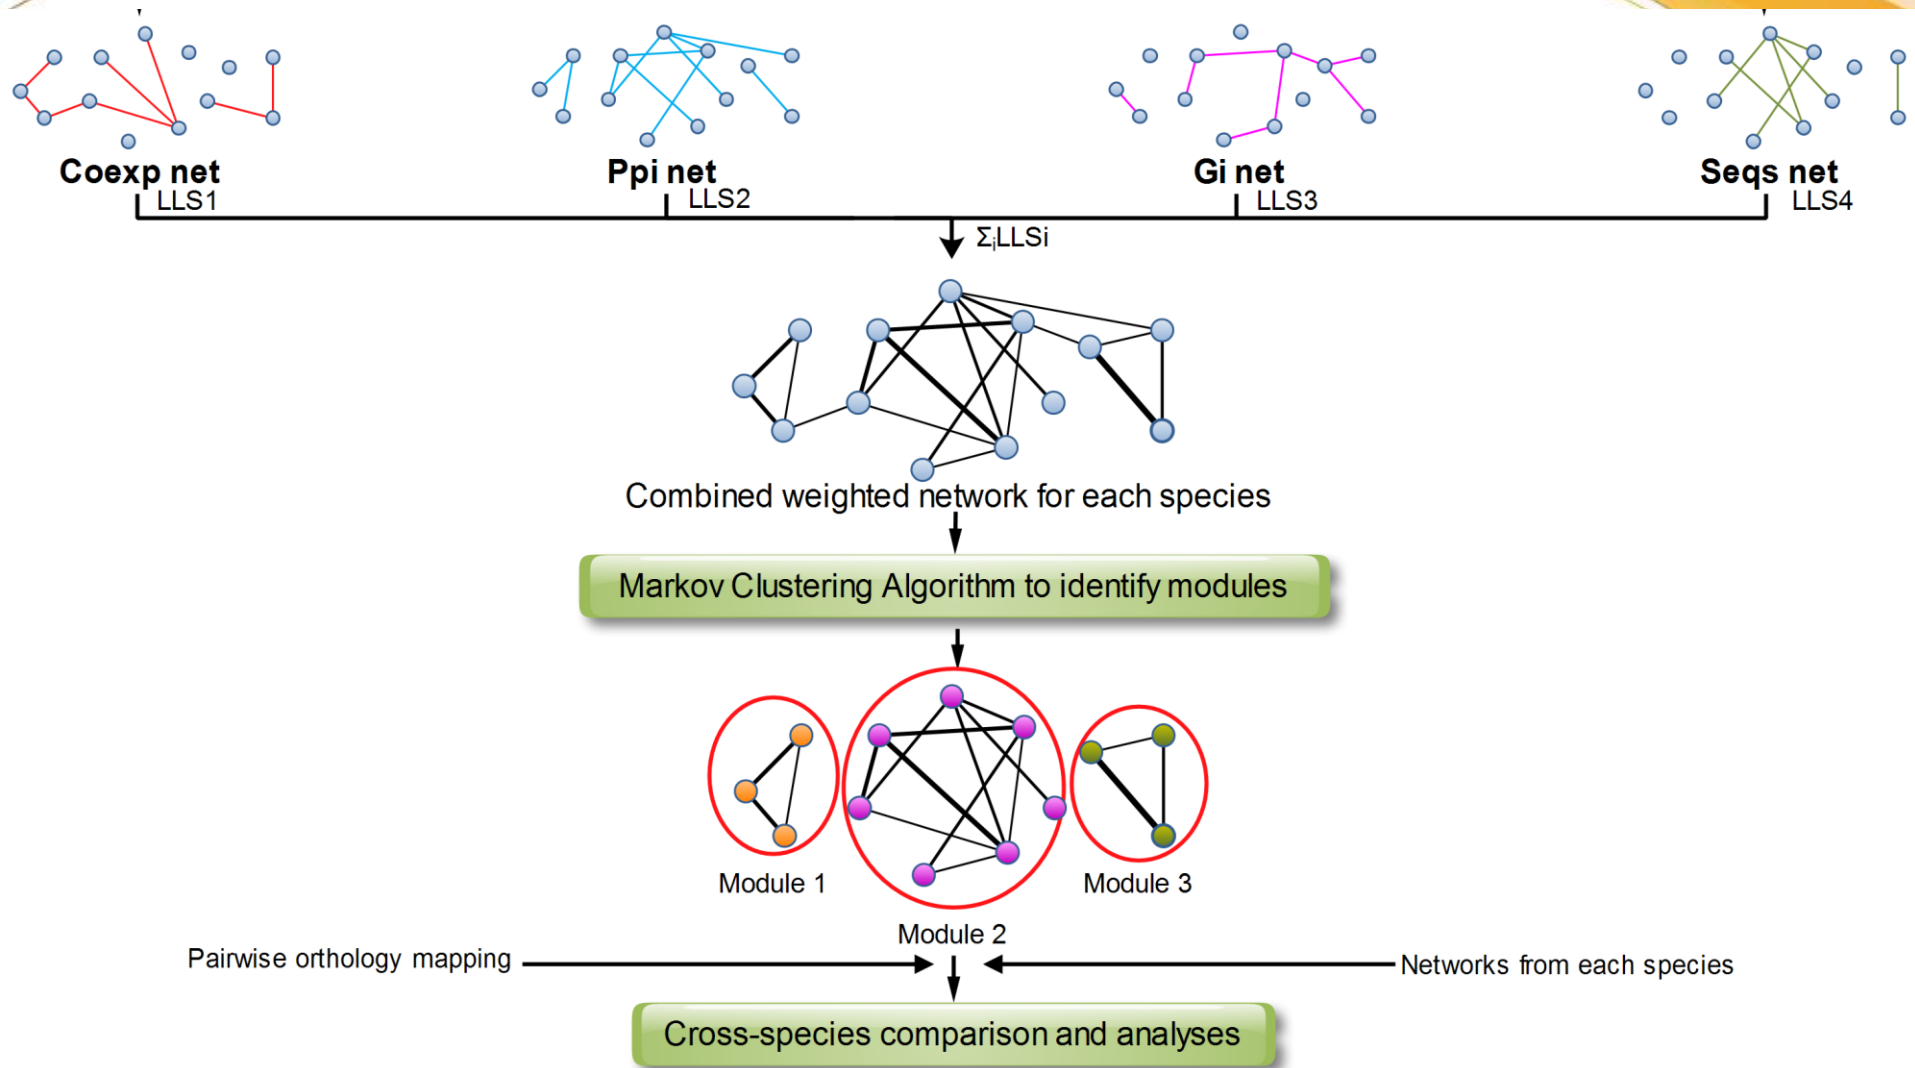 Coexp net
Ppi net
Gi net
Seqs net
LLS1
LLS2
LLS3
LLS4
ΣᵢLLSi
Combined weighted network for each species
Markov Clustering Algorithm to identify modules
Module 1
Module 3
Module 2
Pairwise orthology mapping
Networks from each species
Cross-species comparison and analyses